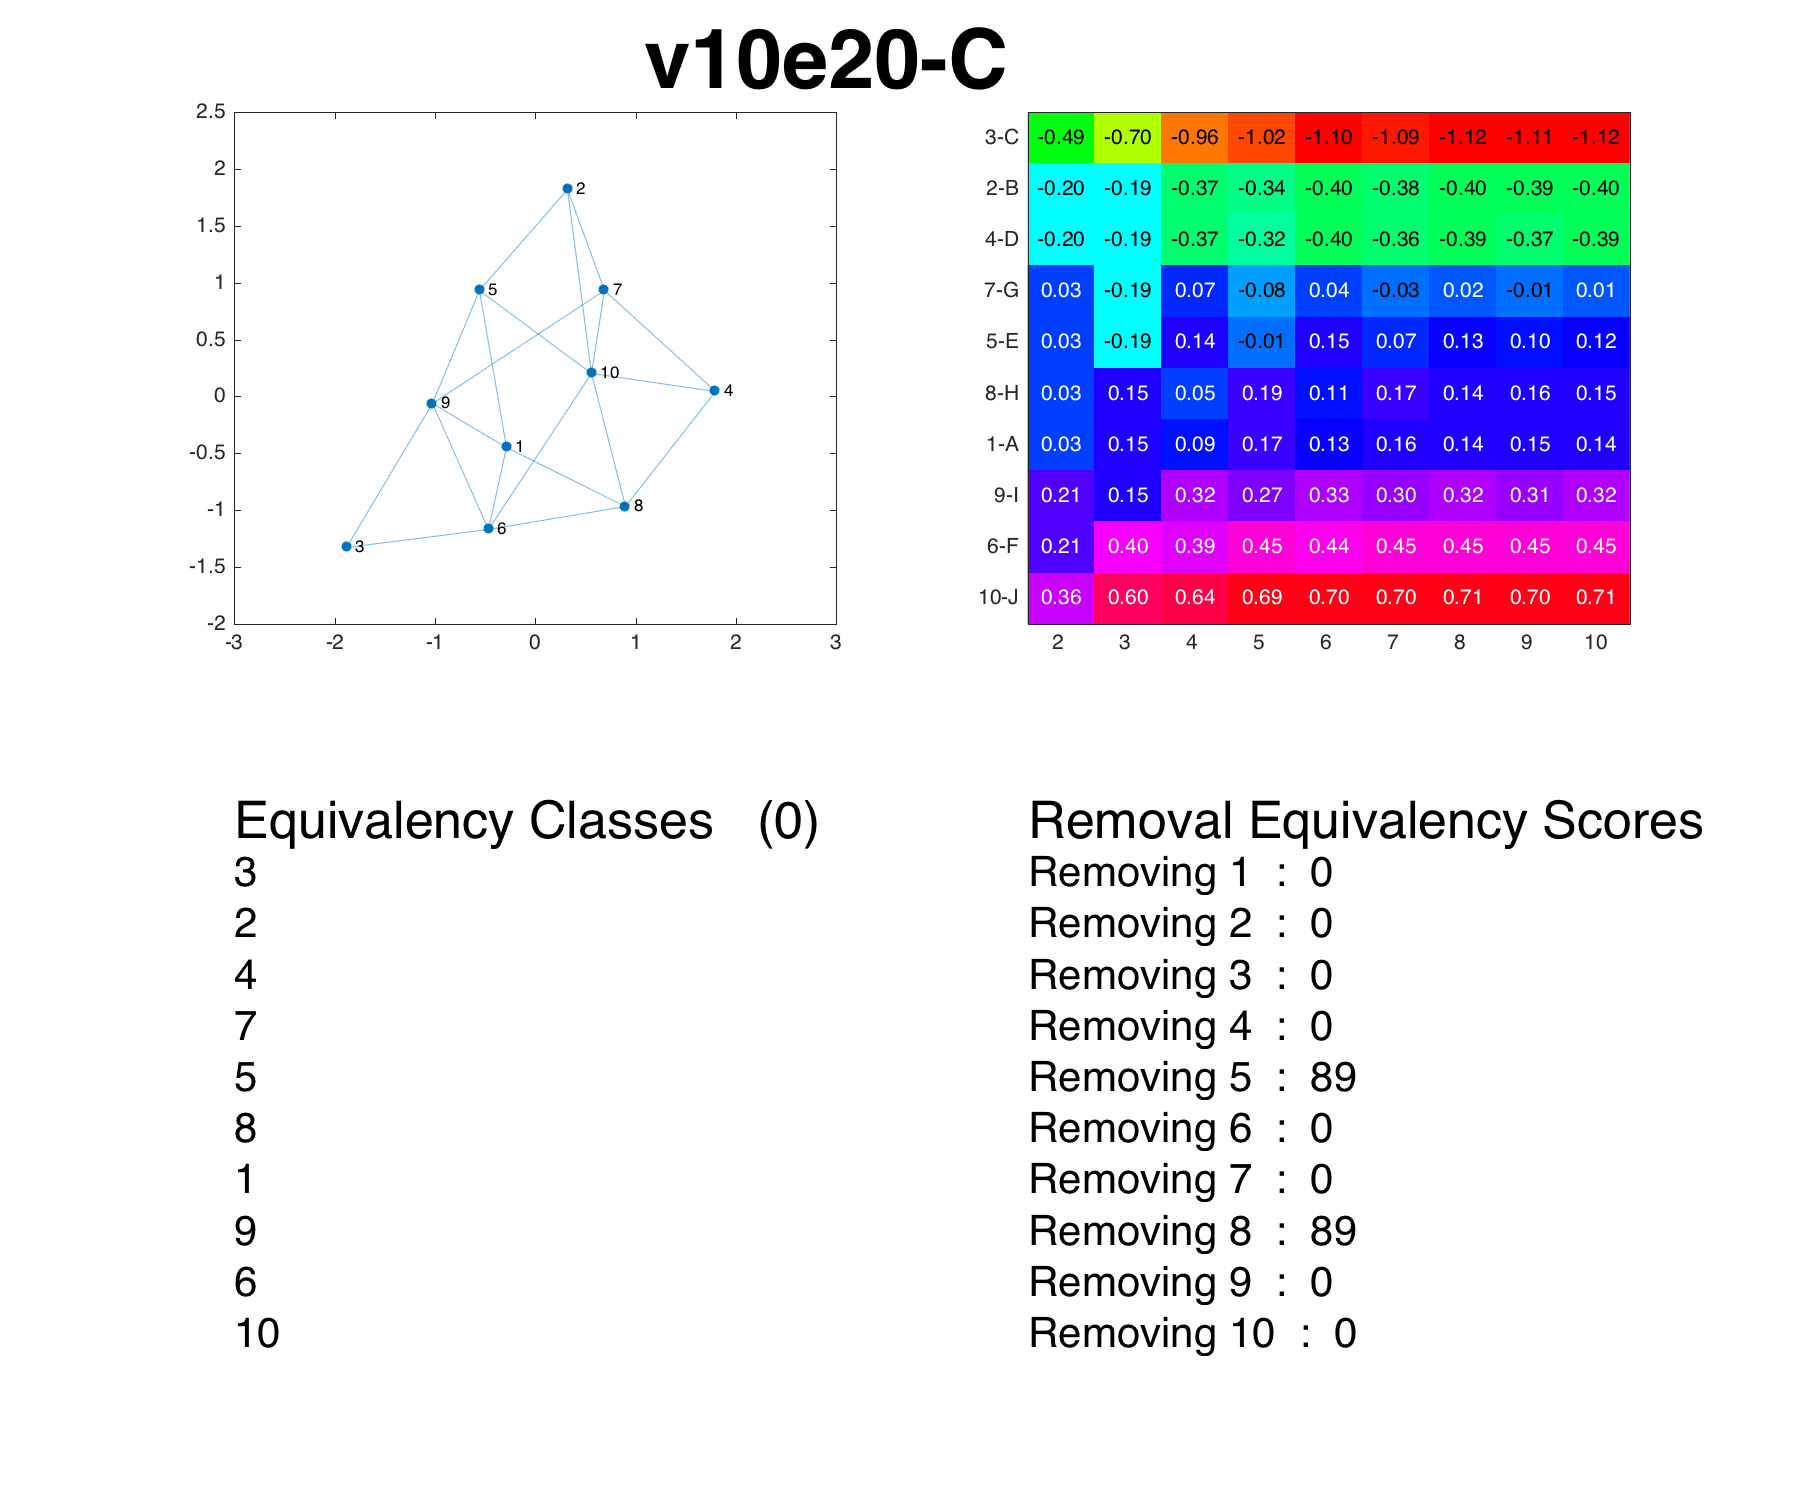 v10e20-C
2.5
2
1.5
1
0.5
0
-0.5
-1
-1.5
-2
-3 -2 -1 0 1 2 3
2
5
7
10
4
9
1
8
6
3
3-C -0.49 -0.70 -0.96 -1.02 -1.10 -1.09 -1.12 -1.11 -1.12
2-B -0.20 -0.19 -0.37 -0.34 -0.40 -0.38 -0.40 -0.39 -0.40
4-D -0.20 -0.19 -0.37 -0.32 -0.40 -0.36 -0.39 -0.37 -0.39
7-G 0.03 -0.19 0.07 -0.08 0.04 -0.03 0.02 -0.01 0.01
5-E 0.03 -0.19 0.14 -0.01 0.15 0.07 0.13 0.10 0.12
8-H 0.03 0.15 0.05 0.19 0.11 0.17 0.14 0.16 0.15
1-A 0.03 0.15 0.09 0.17 0.13 0.16 0.14 0.15 0.14
9-I 0.21 0.15 0.32 0.27 0.33 0.30 0.32 0.31 0.32
6-F 0.21 0.40 0.39 0.45 0.44 0.45 0.45 0.45 0.45
10-J 0.36 0.60 0.64 0.69 0.70 0.70 0.71 0.70 0.71
2 3 4 5 6 7 8 9 10
Equivalency Classes (0)
3
2
4
7
5
8
1
9
6
10
Removal Equivalency Scores
Removing 1 : 0
Removing 2 : 0
Removing 3 : 0
Removing 4 : 0
Removing 5 : 89
Removing 6 : 0
Removing 7 : 0
Removing 8 : 89
Removing 9 : 0
Removing 10 : 0